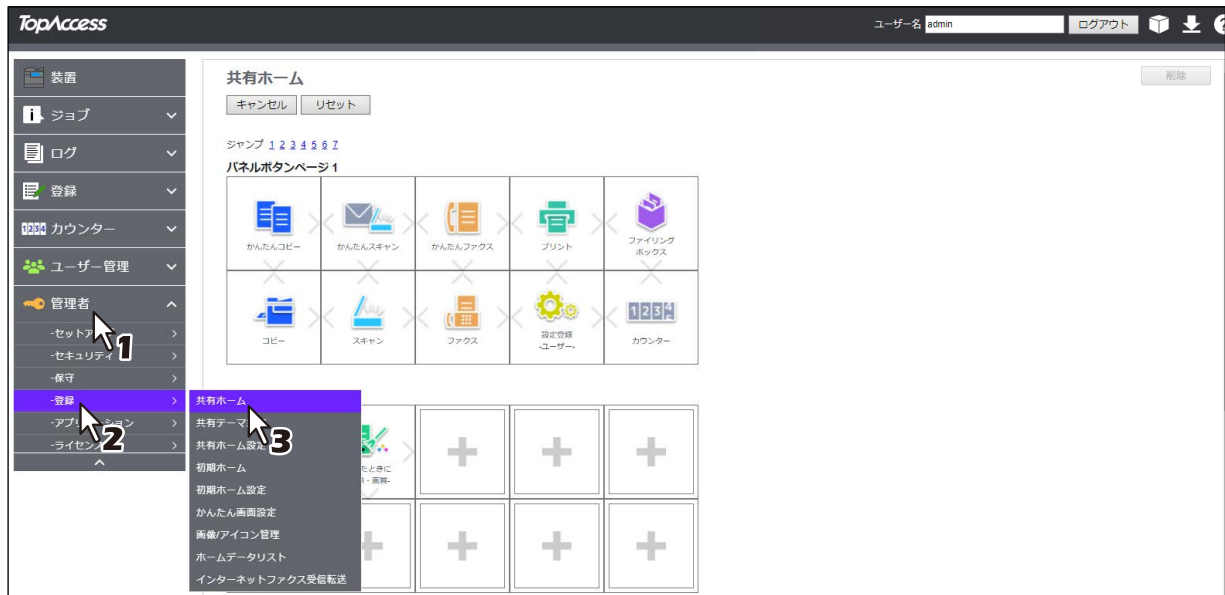 TopAccess
ユーザー名 admin ログアウト
装置
ジョブ
ログ
登録
1234 カウンター
ユーザー管理
管理者
-セットア
1
-セキュリティ
-保守
-登録
2
-アプリ ション
-ライセンス
共有ホーム
共有テーマ
3
共有ホーム設定
初期ホーム
初期ホーム設定
かんたん画面設定
画像/アイコン管理
ホームデータリスト
インターネットファクス受信転送
共有ホーム
削除
キャンセル リセット
ジャンプ 1 2 3 4 5 6 7
パネルボタンページ 1
かんたんコピー かんたんスキャン かんたんファクス プリント ファイリング
ボックス
コピー スキャン ファクス 設定登録
-ユーザー- カウンター
1234
たときに
・画質-